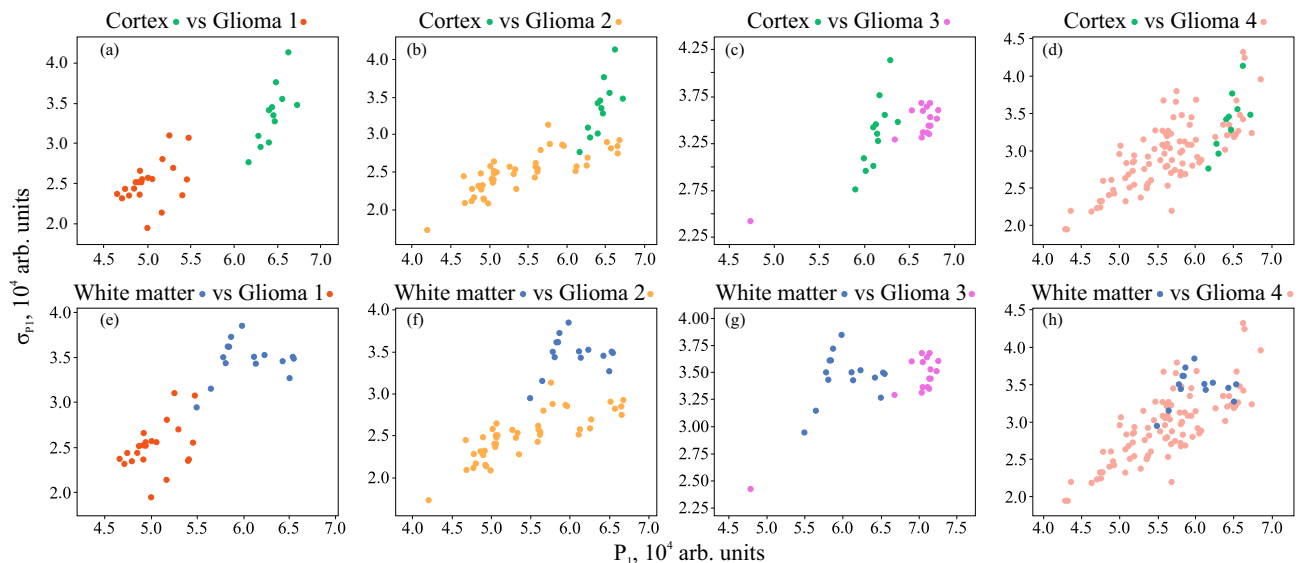 Cortex vs Glioma 1
Cortex vs Glioma 2
Cortex vs Glioma 3
Cortex vs Glioma 4
(a)
(b)
(c)
(d)
4.0
3.5
3.0
2.5
2.0
4.0
3.5
3.0
2.5
2.0
4.25
3.75
3.25
2.75
2.25
4.5
4.0
3.5
3.0
2.5
2.0
1.5
4.5 5.0 5.5 6.0 6.5 7.0
4.0 4.5 5.0 5.5 6.0 6.5 7.0
4.5 5.0 5.5 6.0 6.5 7.0
4.0 4.5 5.0 5.5 6.0 6.5 7.0
White matter vs Glioma 1
White matter vs Glioma 2
White matter vs Glioma 3
White matter vs Glioma 4
(e)
(f)
(g)
(h)
4.0
3.5
3.0
2.5
2.0
4.0
3.5
3.0
2.5
2.0
4.00
3.75
3.50
3.25
3.00
2.75
2.50
2.25
4.5
4.0
3.5
3.0
2.5
2.0
4.5 5.0 5.5 6.0 6.5 7.0
4.0 4.5 5.0 5.5 6.0 6.5 7.0
4.5 5.0 5.5 6.0 6.5 7.0 7.5
4.0 4.5 5.0 5.5 6.0 6.5 7.0
σP1, 10⁴ arb. units
P₁, 10⁴ arb. units